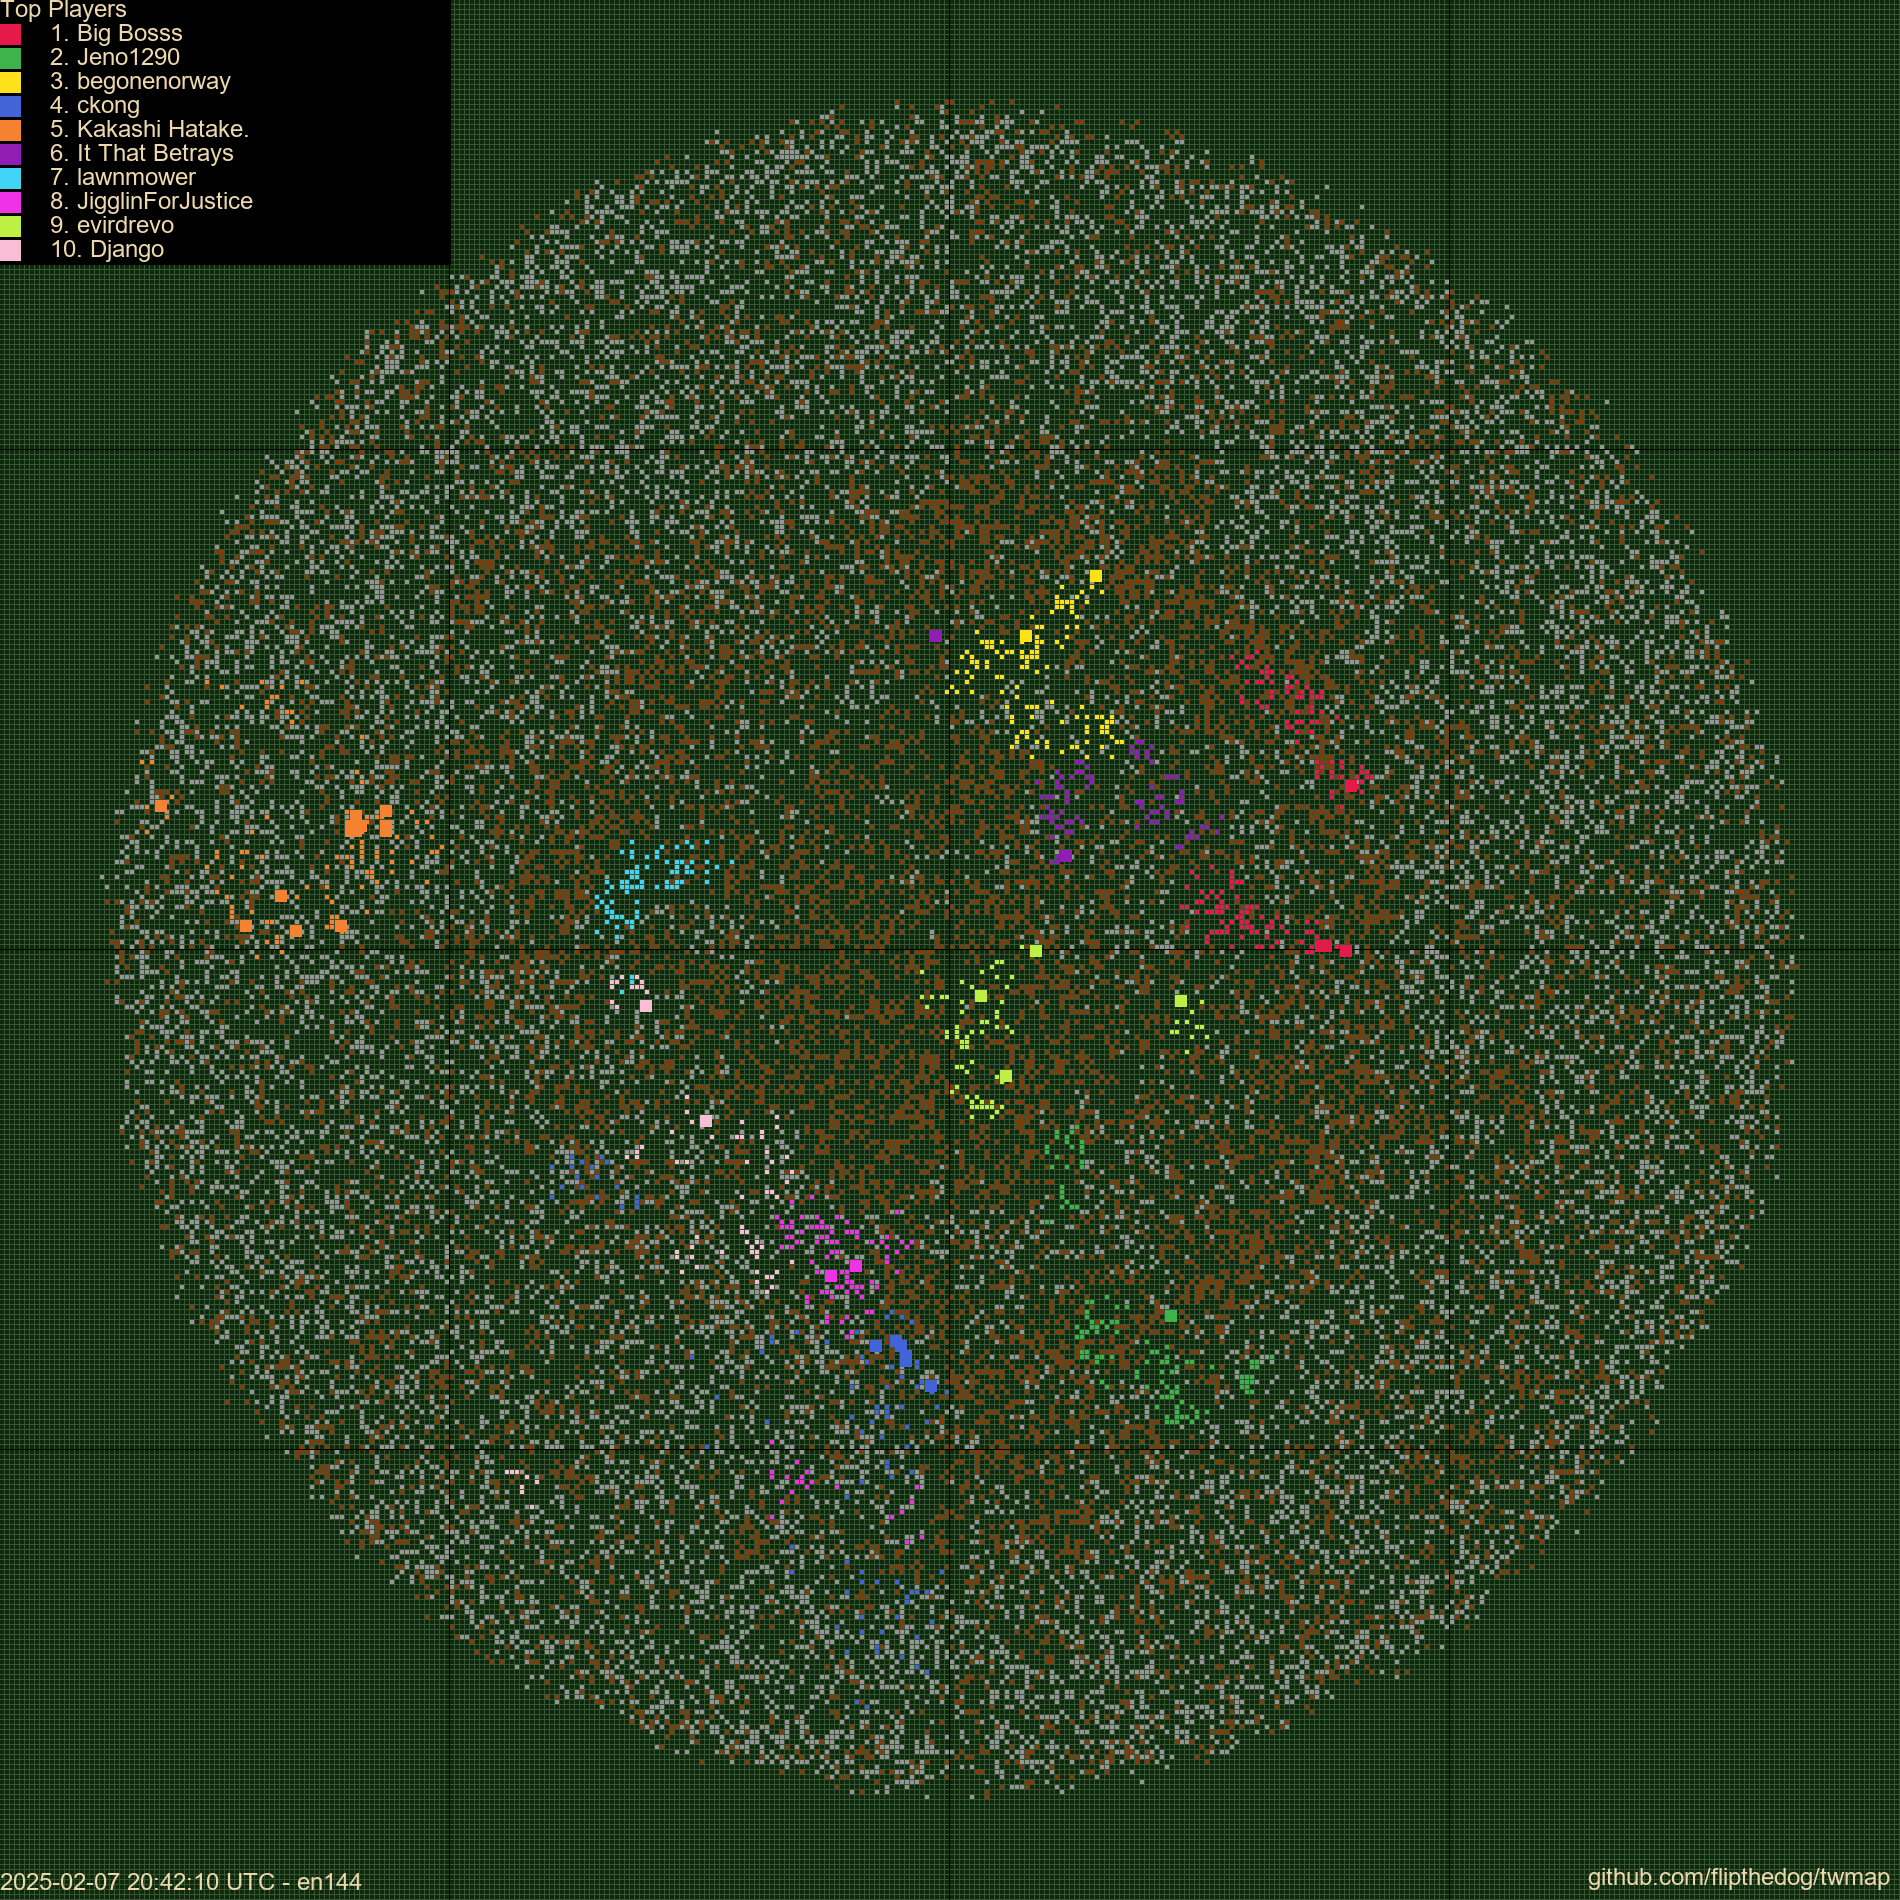 Top Players
1. Big Bosss
2. Jeno1290
3. begonenorway
4. ckong
5. Kakashi Hatake.
6. It That Betrays
7. lawnmower
8. JigglinForJustice
9. evirdrevo
10. Django
2025-02-07 20:42:10 UTC - en144
github.com/flipthedog/twmap